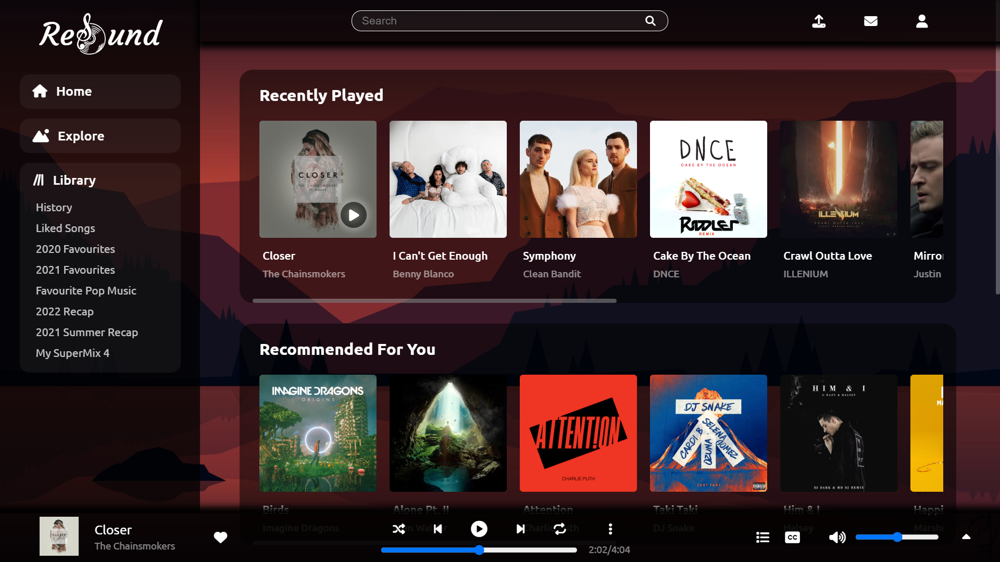 ReSound
Search
Home
Explore
Library
History
Liked Songs
2020 Favourites
2021 Favourites
Favourite Pop Music
2022 Recap
2021 Summer Recap
My SuperMix 4
Recently Played
CLOSER
THE CHAINSMOKERS
FT. HALSEY
DNCE
CAKE BY THE OCEAN
RIDDLER
REMIX
ILLENIUM
CRAWL OUTTA LOVE
Closer
The Chainsmokers
I Can't Get Enough
Benny Blanco
Symphony
Clean Bandit
Cake By The Ocean
DNCE
Crawl Outta Love
ILLENIUM
Mirro
Justin
Recommended For You
IMAGINE DRAGONS
ORIGINS
ATTENTION
CHARLIE PUTH
DJ SNAKE
SELENA GOMEZ
OZUNA
CARDI B
TAKI TAKI
HIM & I
G-EAZY & HALSEY
DJ DARK & MD DJ REMIX
Birds
Imagine Dragons
Alone Pt. II
Attention
Taki Taki
DJ Snake
Him & I
Halsey
Happi
Marsh
CLOSER
Closer
The Chainsmokers
2:02/4:04
CC